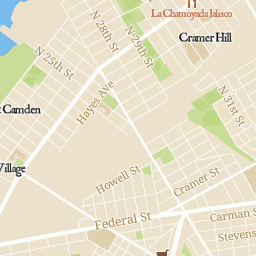 La Chamoyada Jalisco
N 28th St
N 29th St
Cramer Hill
N 25th St
Hayes Ave
N 31st St
Camden
Village
Howell St
Cramer St
Federal St
Carman
Stevens